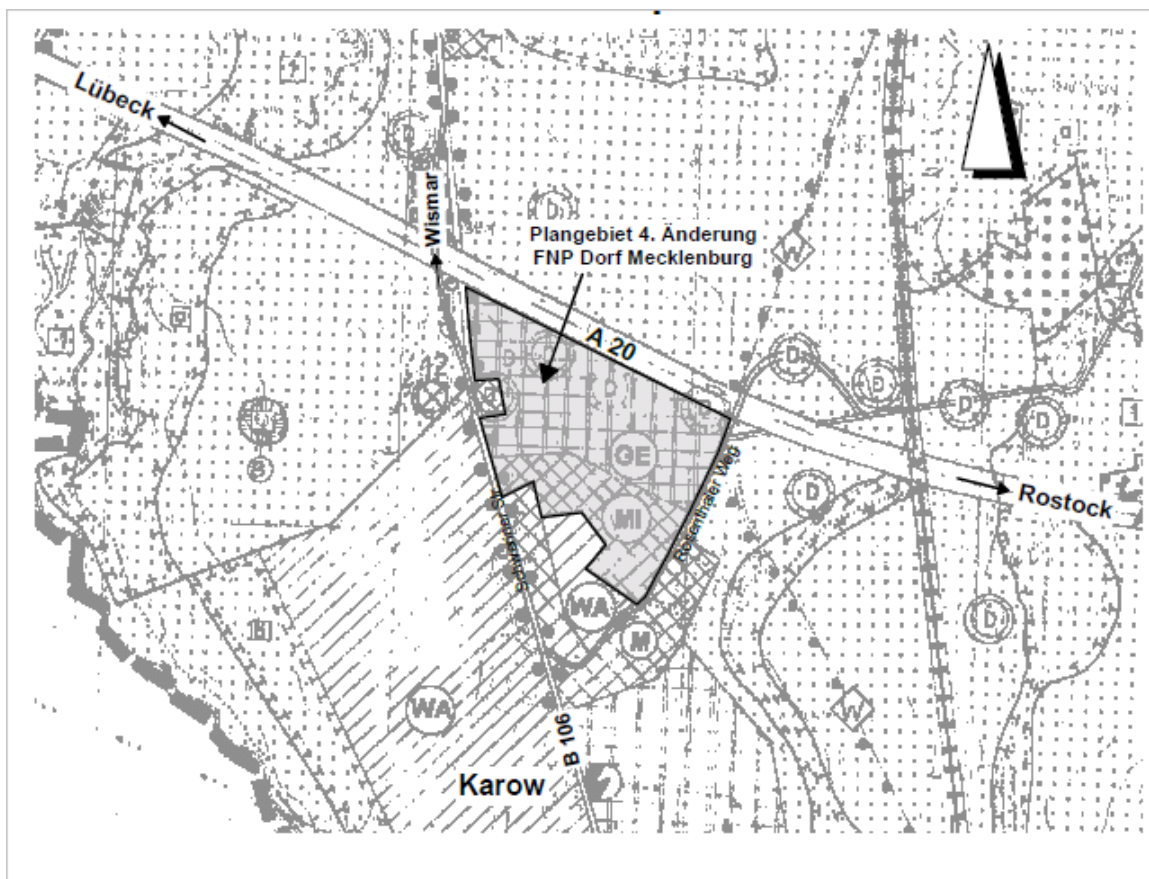 Lübeck
Wismar
Plangebiet 4. Änderung
FNP Dorf Mecklenburg
A 20
Rostock
GE
MI
Rosenthaler Weg
WA
M
WA
B 106
Karow
D
D
D
D
D
D
D
D
D
W
W